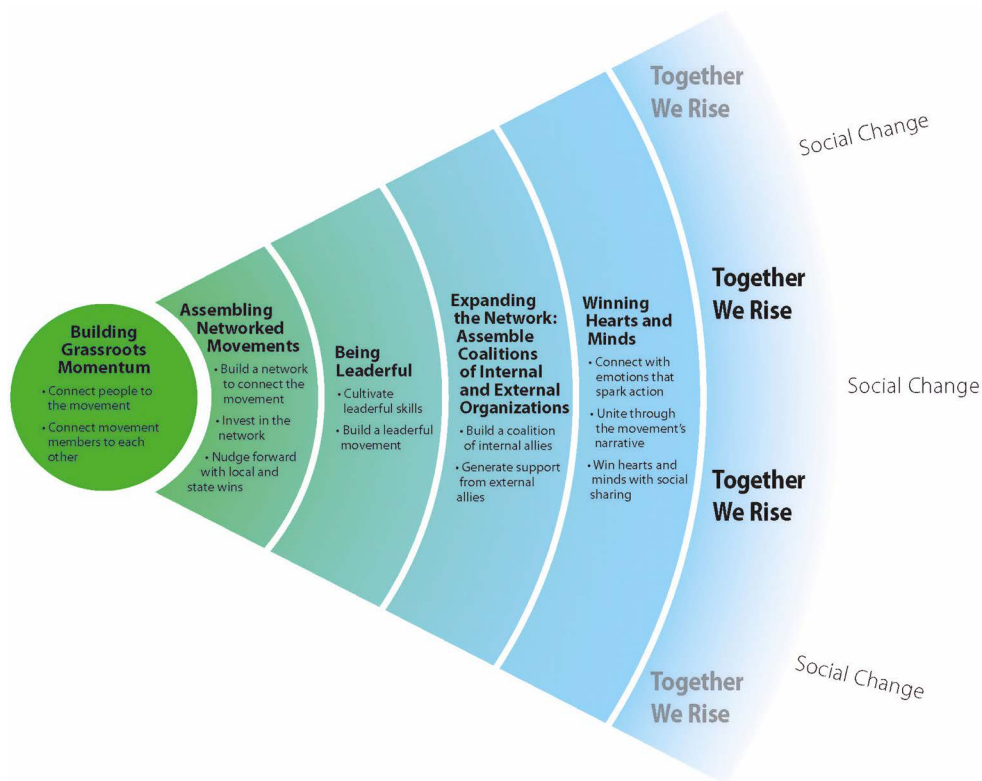 Building
Grassroots
Momentum
• Connect people to
the movement
• Connect movement
members to each
other
Assembling
Networked
Movements
• Build a network
to connect the
movement
• Invest in the
network
• Nudge forward
with local and
state wins
Being
Leaderful
• Cultivate
leaderful skills
• Build a leaderful
movement
Expanding
the Network:
Assemble
Coalitions
of Internal
and External
Organizations
• Build a coalition
of internal allies
• Generate support
from external
allies
Winning
Hearts and
Minds
• Connect with
emotions that
spark action
• Unite through
the movement's
narrative
• Win hearts and
minds with social
sharing
Together
We Rise
Together
We Rise
Together
We Rise
Together
We Rise
Social Change
Social Change
Social Change